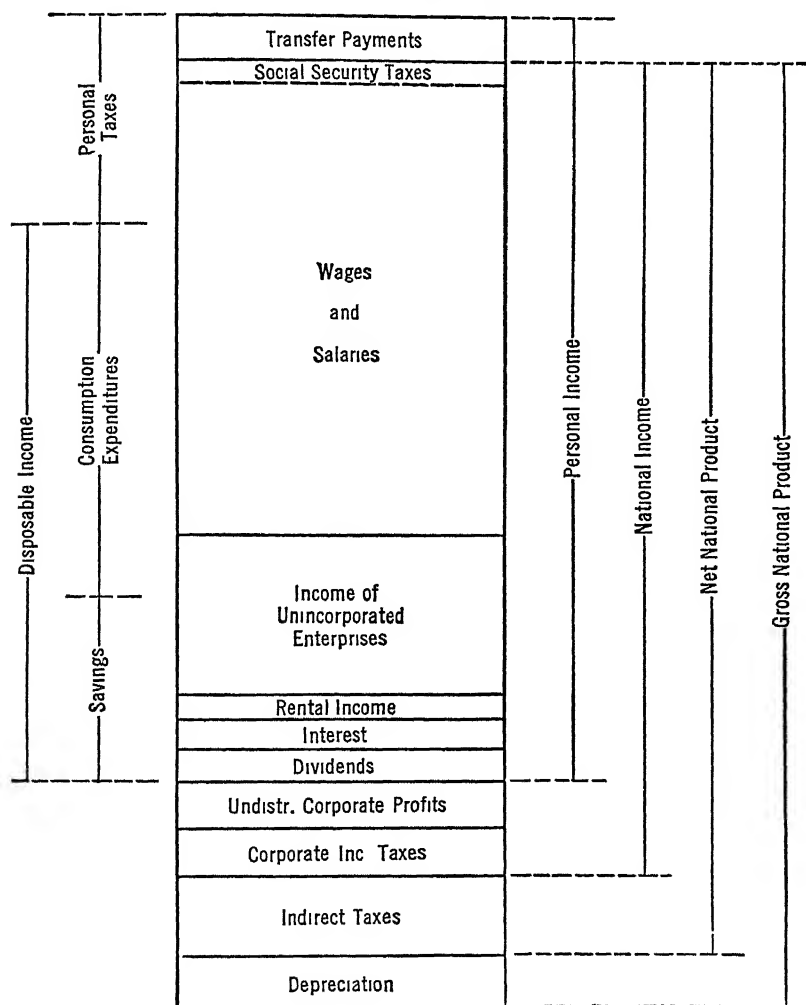 Transfer Payments
Social Security Taxes
Wages
and
Salaries
Income of
Unincorporated
Enterprises
Rental Income
Interest
Dividends
Undistr. Corporate Profits
Corporate Inc Taxes
Indirect Taxes
Depreciation
Disposable Income
Personal
Taxes
Consumption
Expenditures
Savings
Personal Income
National Income
Net National Product
Gross National Product